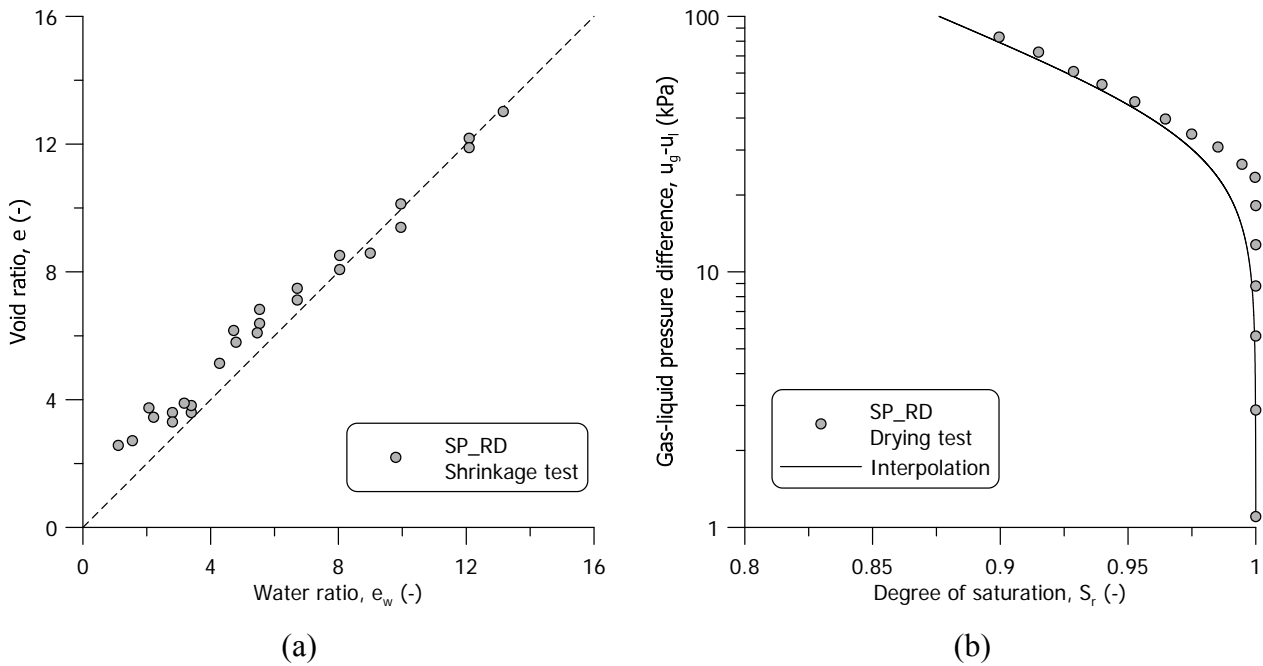 16
12
8
4
0
Void ratio, e (-)
0 4 8 12 16
Water ratio, e_w (-)
SP_RD
Shrinkage test
(a)
100
10
1
Gas-liquid pressure difference, u_g-u_l (kPa)
0.8 0.85 0.9 0.95 1
Degree of saturation, S_r (-)
SP_RD
Drying test
Interpolation
(b)